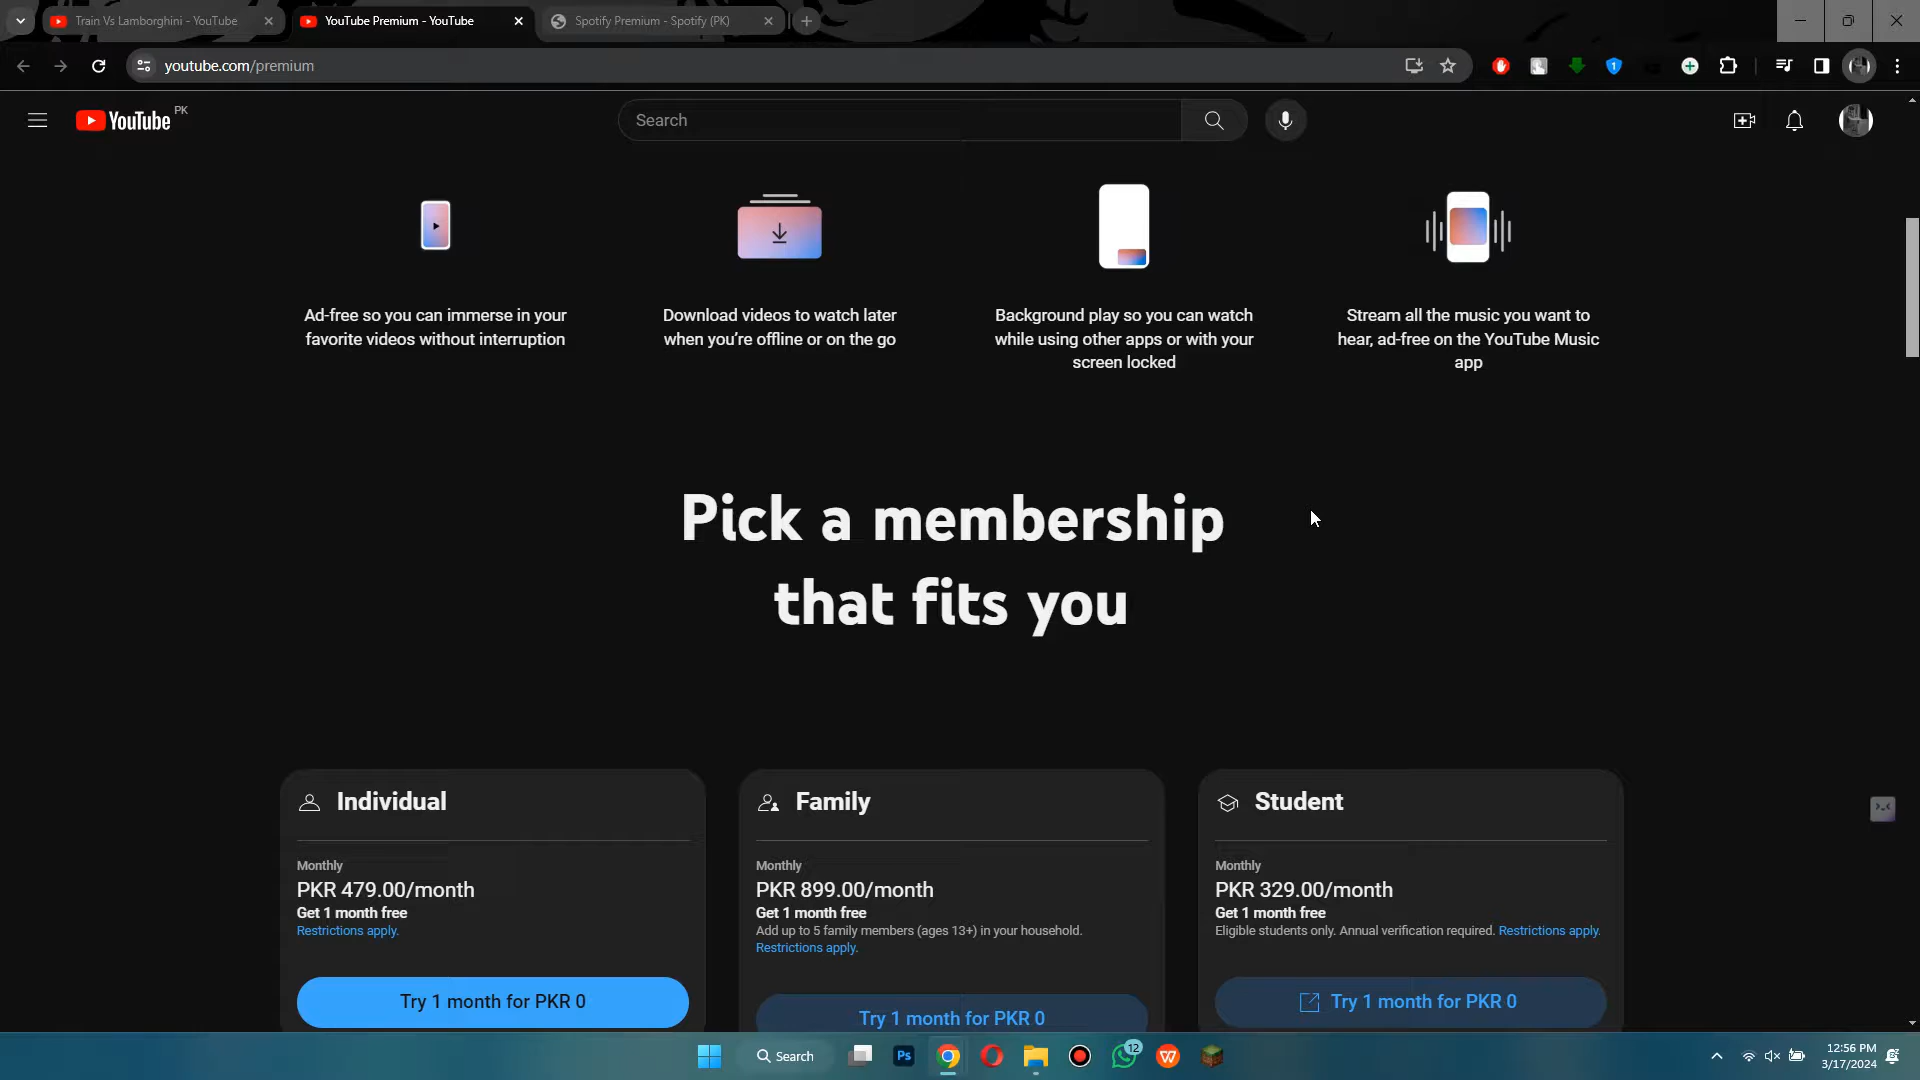 Train Vs Lamborghini - YouTube
YouTube Premium - YouTube
Spotify Premium - Spotify (PK)
youtube.com/premium
YouTube PK
Search
Ad-free so you can immerse in your
favorite videos without interruption
Download videos to watch later
when you’re offline or on the go
Background play so you can watch
while using other apps or with your
screen locked
Stream all the music you want to
hear, ad-free on the YouTube Music
app
Pick a membership
that fits you
Individual
Monthly
PKR 479.00/month
Get 1 month free
Restrictions apply.
Try 1 month for PKR 0
Family
Monthly
PKR 899.00/month
Get 1 month free
Add up to 5 family members (ages 13+) in your household.
Restrictions apply.
Try 1 month for PKR 0
Student
Monthly
PKR 329.00/month
Get 1 month free
Eligible students only. Annual verification required. Restrictions apply.
Try 1 month for PKR 0
Search
Ps
12
12:56 PM
3/17/2024